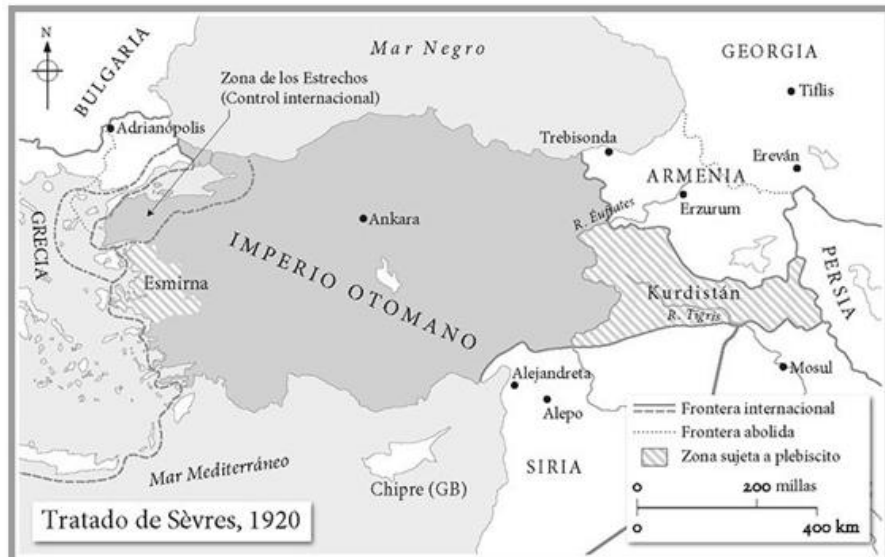 N
Mar Negro
GEORGIA
Tiflis
BULGARIA
Zona de los Estrechos
(Control internacional)
Adrianópolis
Trebisonda
Ereván
ARMENIA
Erzurum
R. Éufrates
Ankara
GRECIA
IMPERIO OTOMANO
PERSIA
Esmirna
Kurdistán
R. Tigris
Mosul
Alejandreta
Alepo
SIRIA
Mar Mediterráneo
Chipre (GB)
Frontera internacional
Frontera abolida
Zona sujeta a plebiscito
0 200 millas
0 400 km
Tratado de Sèvres, 1920